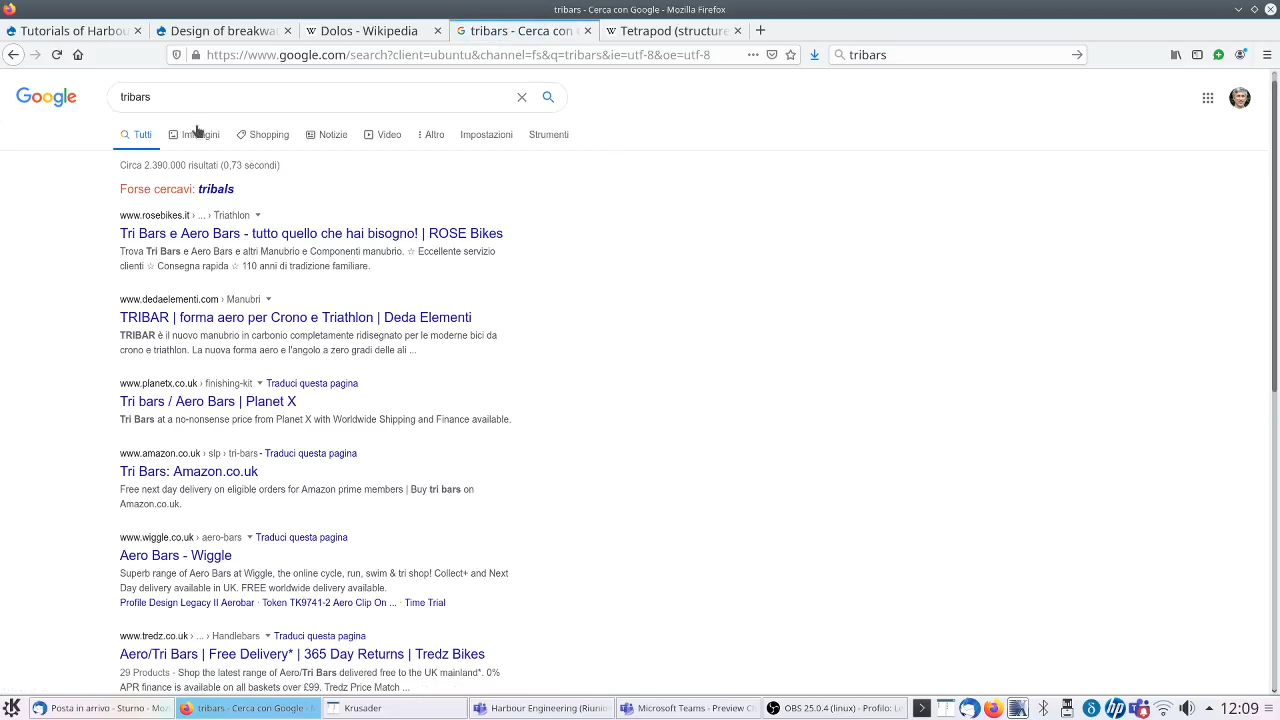 tribars - Cerca con Google - Mozilla Firefox
Tutorials of Harbou
Design of breakwa
Dolos - Wikipedia
tribars - Cerca con
Tetrapod (structure
https://www.google.com/search?client=ubuntu&channel=fs&q=tribars&ie=utf-8&oe=utf-8
tribars
Google
tribars
Tutti
Immagini
Shopping
Notizie
Video
Altro
Impostazioni
Strumenti
Circa 2.390.000 risultati (0,73 secondi)
Forse cercavi: tribals
www.rosebikes.it › ... › Triathlon
Tri Bars e Aero Bars - tutto quello che hai bisogno! | ROSE Bikes
Trova Tri Bars e Aero Bars e altri Manubrio e Componenti manubrio. ☆ Eccellente servizio
clienti ☆ Consegna rapida ☆ 110 anni di tradizione familiare.
www.dedaelementi.com › Manubri
TRIBAR | forma aero per Crono e Triathlon | Deda Elementi
TRIBAR è il nuovo manubrio in carbonio completamente ridisegnato per le moderne bici da
crono e triathlon. La nuova forma aero e l'angolo a zero gradi delle ali ...
www.planetx.co.uk › finishing-kit Traduci questa pagina
Tri bars / Aero Bars | Planet X
Tri Bars at a no-nonsense price from Planet X with Worldwide Shipping and Finance available.
www.amazon.co.uk › slp › tri-bars Traduci questa pagina
Tri Bars: Amazon.co.uk
Free next day delivery on eligible orders for Amazon prime members | Buy tri bars on
Amazon.co.uk.
www.wiggle.co.uk › aero-bars Traduci questa pagina
Aero Bars - Wiggle
Superb range of Aero Bars at Wiggle, the online cycle, run, swim & tri shop! Collect+ and Next
Day delivery available in UK. FREE worldwide delivery available.
Profile Design Legacy II Aerobar · Token TK9741-2 Aero Clip On ... · Time Trial
www.tredz.co.uk › ... › Handlebars Traduci questa pagina
Aero/Tri Bars | Free Delivery* | 365 Day Returns | Tredz Bikes
29 Products - Shop the latest range of Aero/Tri Bars delivered free to the UK mainland*. 0%
APR finance is available on all baskets over £99. Tredz Price Match ...
Posta in arrivo - Sturno - Moz
tribars - Cerca con Google -
Krusader
Harbour Engineering (Riunio
Microsoft Teams - Preview
OBS 25.0.4 (linux) - Profilo:
12:09